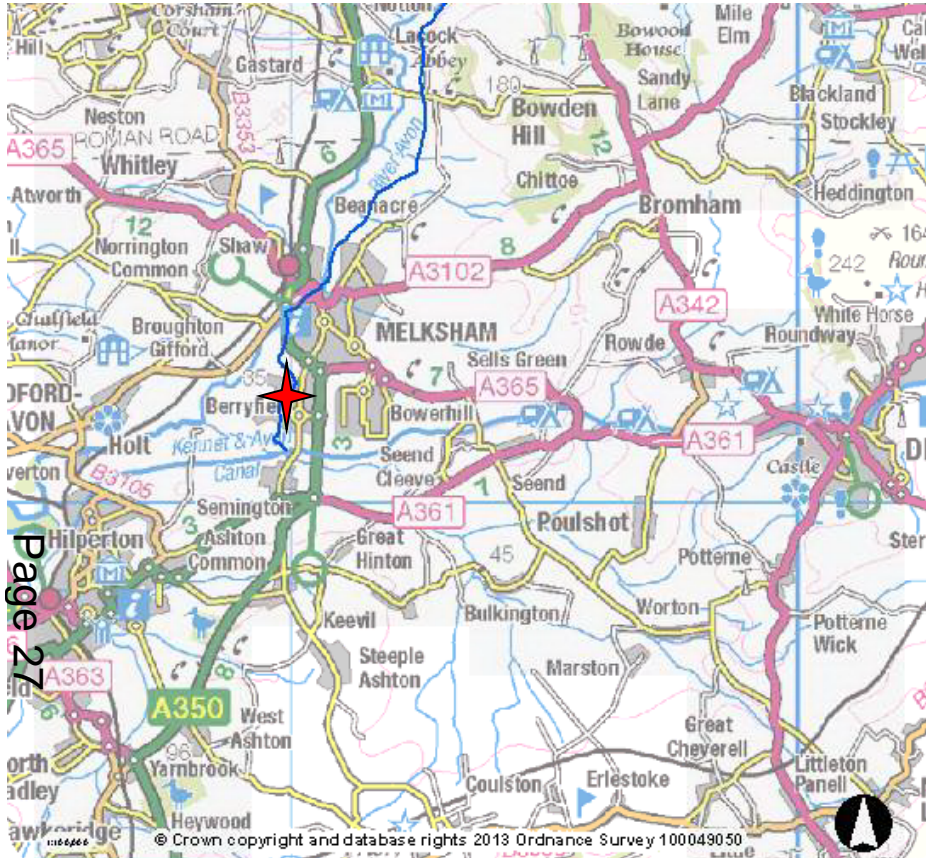 Corsham
Court
Notton
Lacock
Abbey
Bowood
House
Mile
Elm
Hill
Gastard
Sandy
Lane
180
Bowden
Hill
Blackland
Stockley
B3353
Neston
ROMAN ROAD
Whitley
A365
6
River Avon
12
Chittoe
Heddington
Atworth
Beanacre
Bromham
12
Norrington
Common
Shaw
8
A3102
242
White Horse
A342
Chalfield
Manor
Broughton
Gifford
MELKSHAM
Sells Green
Rowde
Roundway
35
7
A365
Bowerhill
Holt
3
Kennet & Av
Canal
A361
Seend
Cleeve
Castle
B3105
Semington
7
Seend
A361
Poulshot
3
Hilperton
Ashton
Common
Great
Hinton
45
Potterne
Keevil
Bulkington
Worton
Potterne
Wick
Page 27
Steeple
Ashton
Marston
A363
8
A350
West
Ashton
Great
Cheverell
6
96
Yarnbrook
Littleton
Panell
Coulston
Erlestoke
Heywood
© Crown copyright and database rights 2013 Ordnance Survey 100049050